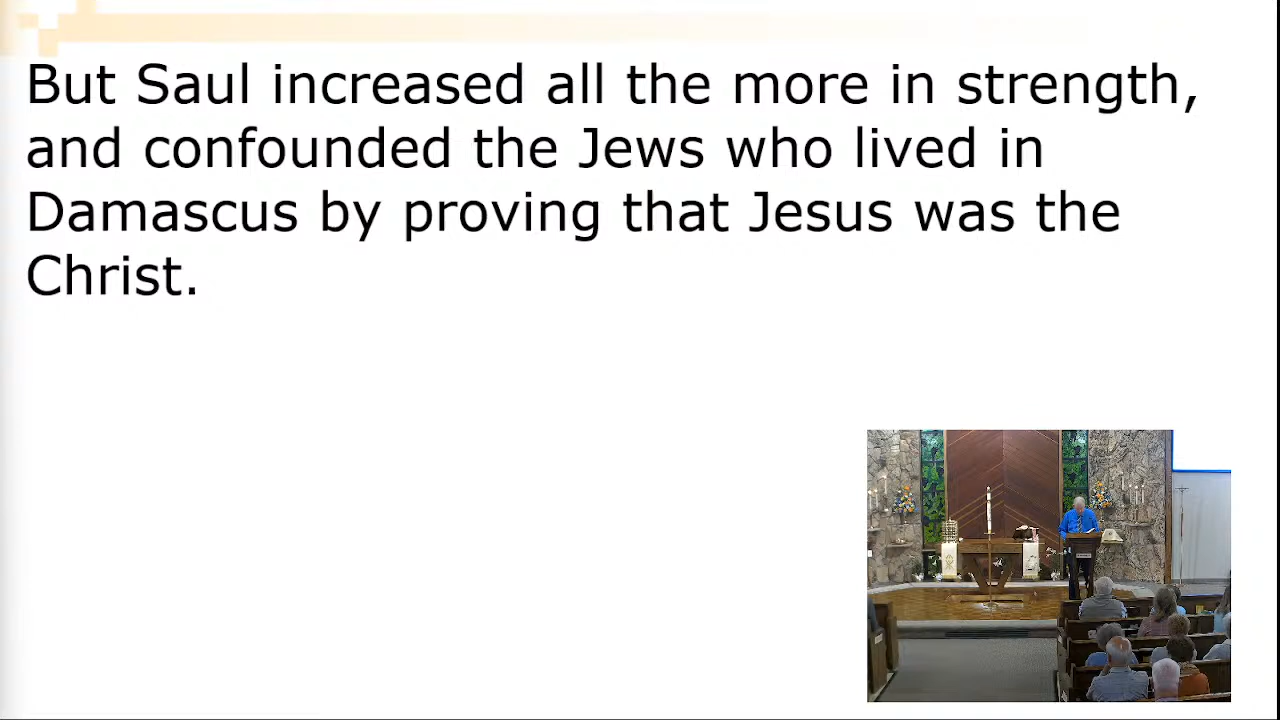 But Saul increased all the more in strength,
and confounded the Jews who lived in
Damascus by proving that Jesus was the
Christ.